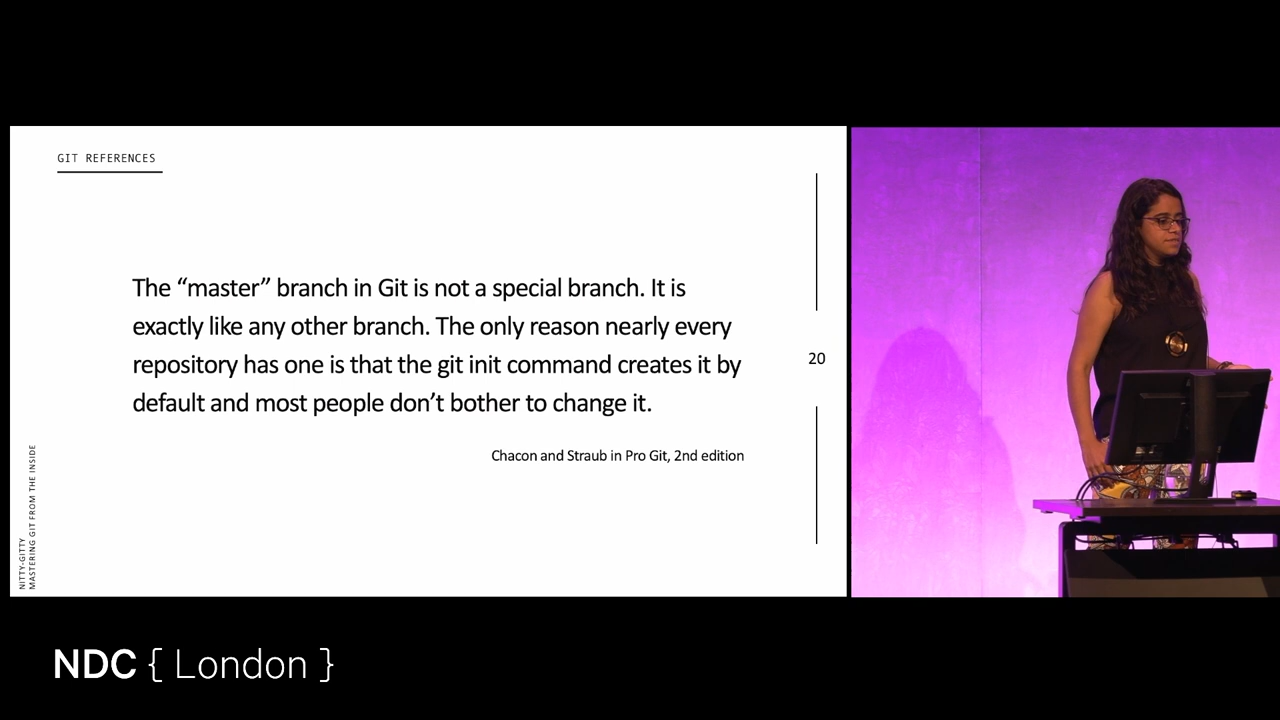 GIT REFERENCES
The “master” branch in Git is not a special branch. It is
exactly like any other branch. The only reason nearly every
repository has one is that the git init command creates it by
default and most people don’t bother to change it.
Chacon and Straub in Pro Git, 2nd edition
20
NITTY-GITTY
MASTERING GIT FROM THE INSIDE
NDC { London }